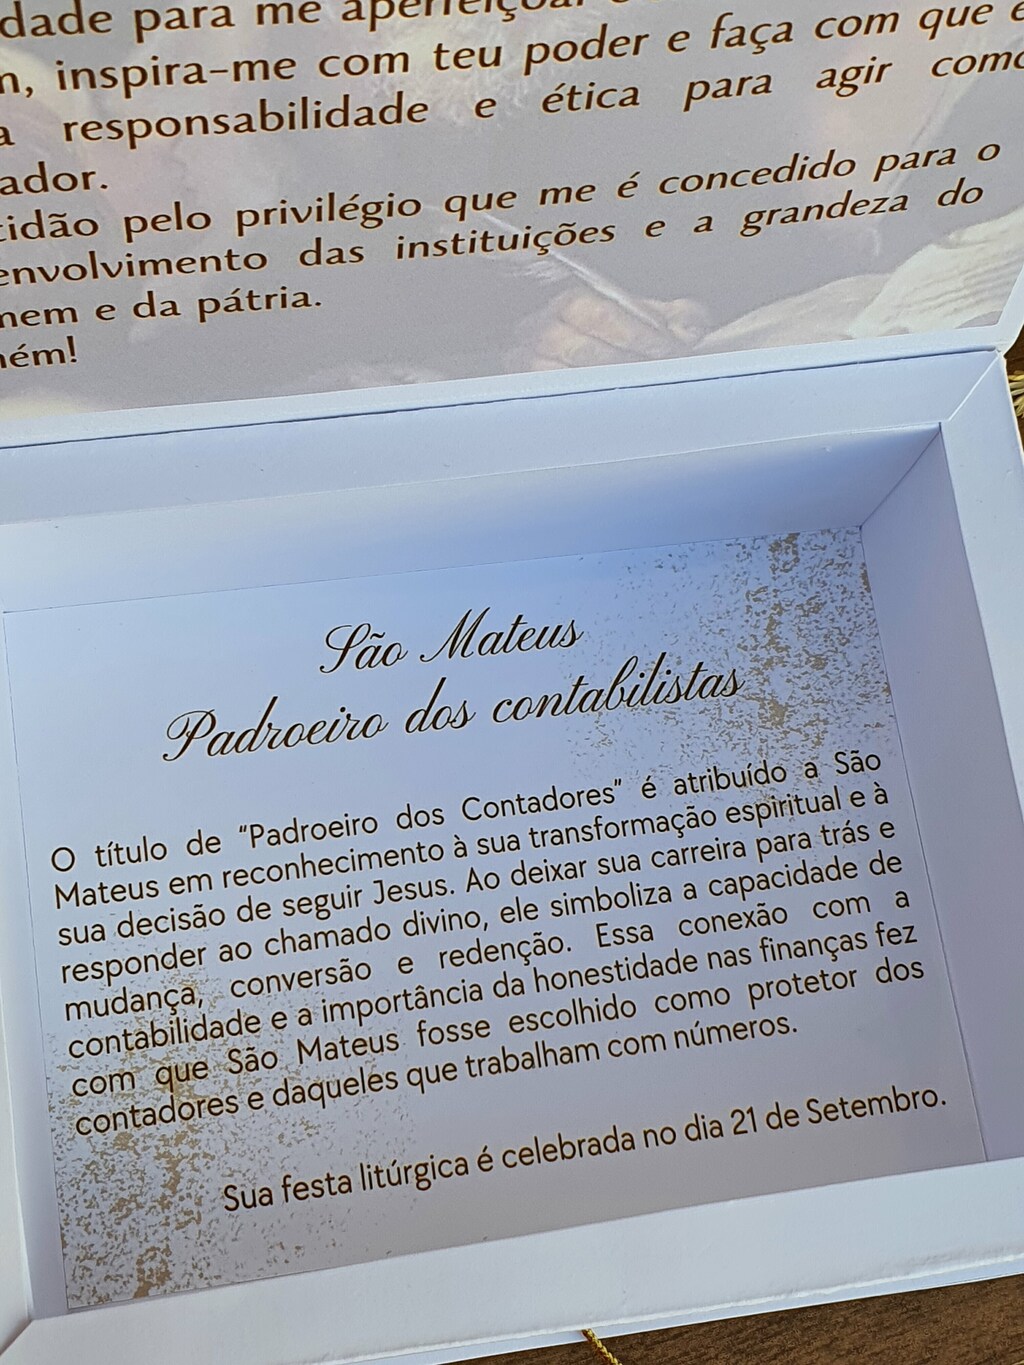 dade para me
inspira-me com teu poder e faça com que
responsabilidade e ética para agir como
ador.
tidão pelo privilégio que me é concedido para o
envolvimento das instituições e a grandeza do
mem e da pátria.
mém!
São Mateus
Padroeiro dos contabilistas
O título de “Padroeiro dos Contadores” é atribuído a São
Mateus em reconhecimento à sua transformação espiritual e à
sua decisão de seguir Jesus. Ao deixar sua carreira para trás e
responder ao chamado divino, ele simboliza a capacidade de
mudança, conversão e redenção. Essa conexão com a
contabilidade e a importância da honestidade nas finanças fez
com que São Mateus fosse escolhido como protetor dos
contadores e daqueles que trabalham com números.
Sua festa litúrgica é celebrada no dia 21 de Setembro.